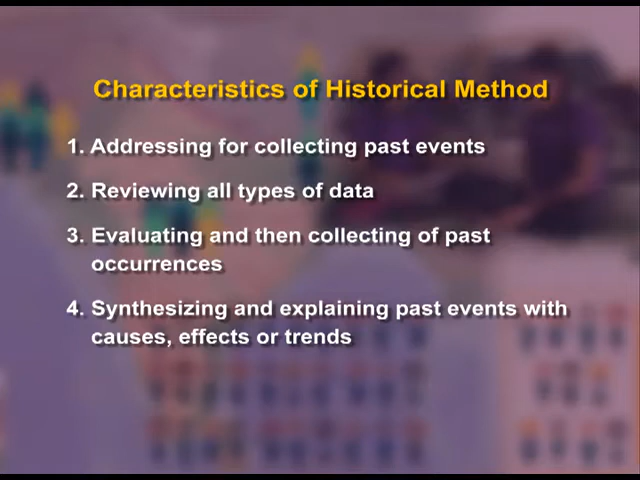 Characteristics of Historical Method
1. Addressing for collecting past events
2. Reviewing all types of data
3. Evaluating and then collecting of past
occurrences
4. Synthesizing and explaining past events with
causes, effects or trends